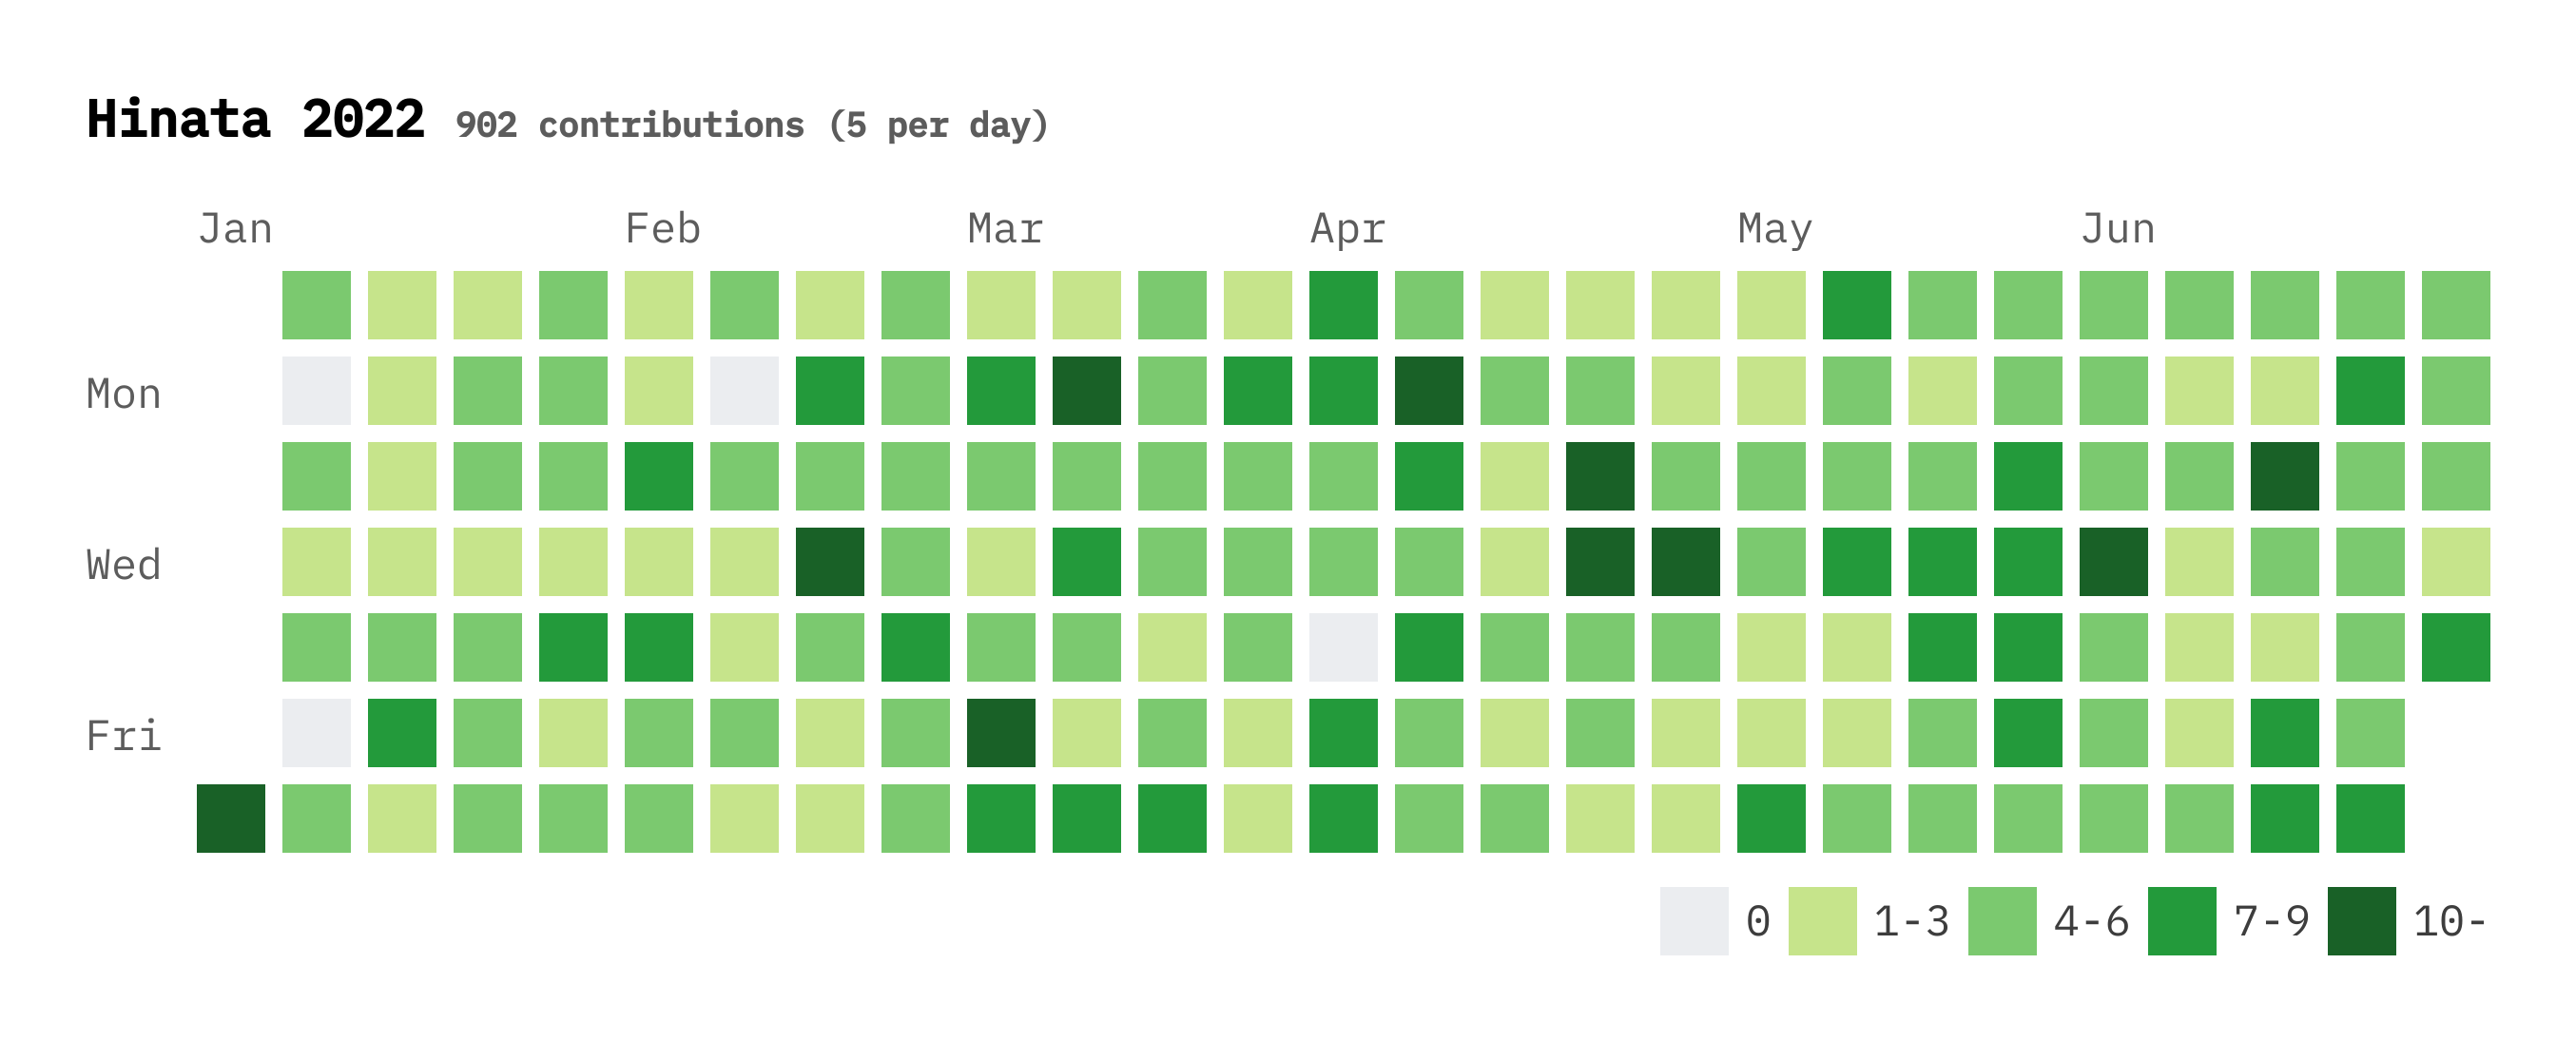 Hinata 2022 902 contributions (5 per day)
Jan Feb Mar Apr May Jun
Mon
Wed
Fri
0 1-3 4-6 7-9 10-